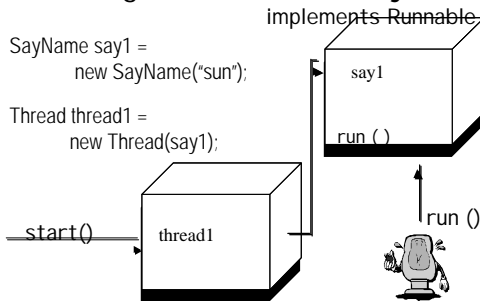 implements Runnable
SayName say1 =
new SayName(“sun”);
say1
Thread thread1 =
new Thread(say1);
run ( )
start()
thread1
run ()